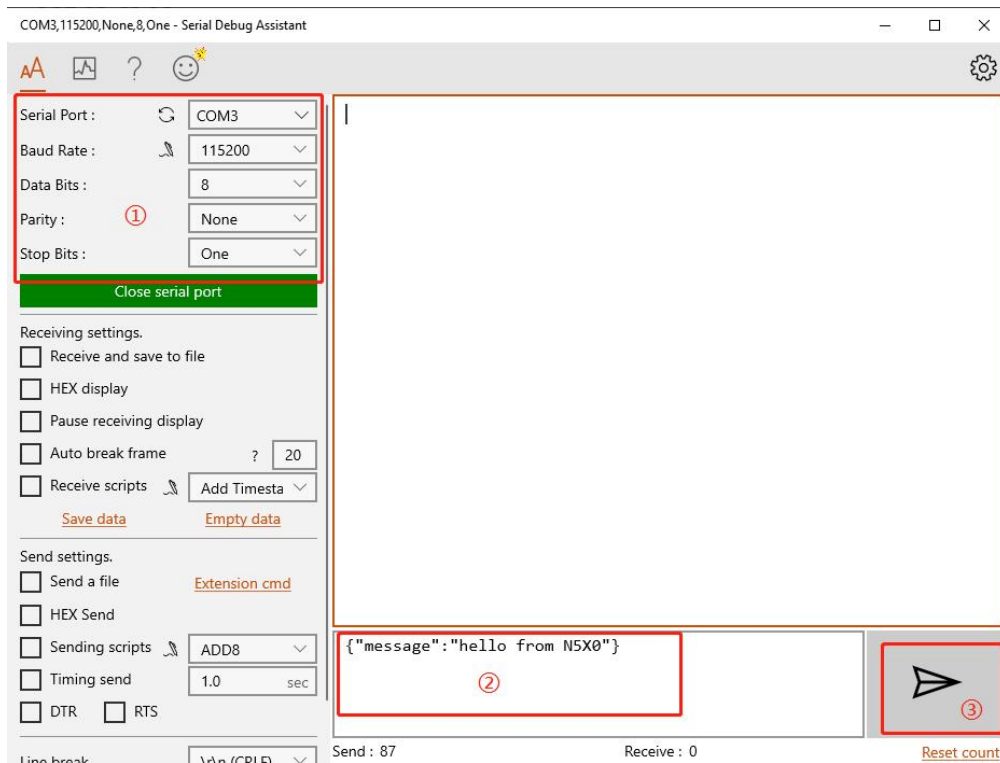 COM3,115200,None,8,One - Serial Debug Assistant
AA ?
Serial Port : COM3
Baud Rate : 115200
Data Bits : 8
Parity : ① None
Stop Bits : One
Close serial port
Receiving settings.
Receive and save to file
HEX display
Pause receiving display
Auto break frame ? 20
Receive scripts Add Timesta
Save data Empty data
Send settings.
Send a file Extension cmd
HEX Send
Sending scripts ADD8
Timing send 1.0 sec
DTR RTS
Line break \r\n (CRLF)
{"message":"hello from N5X0"}
②
③
Send : 87 Receive : 0 Reset count